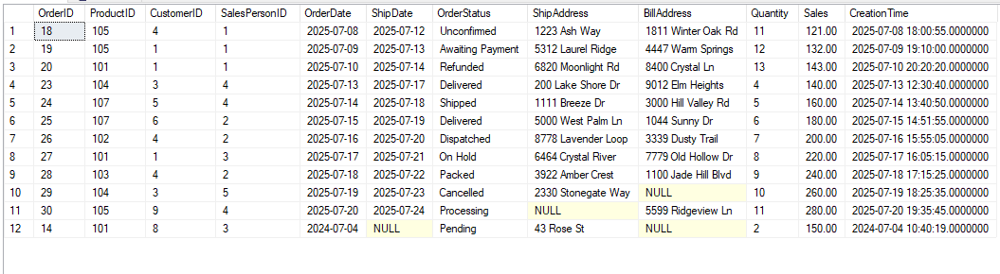 OrderID ProductID CustomerID SalesPersonID OrderDate ShipDate OrderStatus ShipAddress BillAddress Quantity Sales CreationTime
1 18 105 4 1 2025-07-08 2025-07-12 Unconfirmed 1223 Ash Way 1811 Winter Oak Rd 11 121.00 2025-07-08 18:00:55.0000000
2 19 105 1 1 2025-07-09 2025-07-13 Awaiting Payment 5312 Laurel Ridge 4447 Warm Springs 12 132.00 2025-07-09 19:10:00.0000000
3 20 101 1 1 2025-07-10 2025-07-14 Refunded 6820 Moonlight Rd 8400 Crystal Ln 13 143.00 2025-07-10 20:20:20.0000000
4 23 104 3 4 2025-07-13 2025-07-17 Delivered 200 Lake Shore Dr 9012 Elm Heights 4 140.00 2025-07-13 12:30:40.0000000
5 24 107 5 4 2025-07-14 2025-07-18 Shipped 1111 Breeze Dr 3000 Hill Valley Rd 5 160.00 2025-07-14 13:40:50.0000000
6 25 107 6 2 2025-07-15 2025-07-19 Delivered 5000 West Palm Ln 1044 Sunny Dr 6 180.00 2025-07-15 14:51:55.0000000
7 26 102 4 2 2025-07-16 2025-07-20 Dispatched 8778 Lavender Loop 3339 Dusty Trail 7 200.00 2025-07-16 15:55:05.0000000
8 27 101 1 3 2025-07-17 2025-07-21 On Hold 6464 Crystal River 7779 Old Hollow Dr 8 220.00 2025-07-17 16:05:15.0000000
9 28 103 4 2 2025-07-18 2025-07-22 Packed 3922 Amber Crest 1100 Jade Hill Blvd 9 240.00 2025-07-18 17:15:25.0000000
10 29 104 3 5 2025-07-19 2025-07-23 Cancelled 2330 Stonegate Way NULL 10 260.00 2025-07-19 18:25:35.0000000
11 30 105 9 4 2025-07-20 2025-07-24 Processing NULL 5599 Ridgeview Ln 11 280.00 2025-07-20 19:35:45.0000000
12 14 101 8 3 2024-07-04 NULL Pending 43 Rose St NULL 2 150.00 2024-07-04 10:40:19.0000000